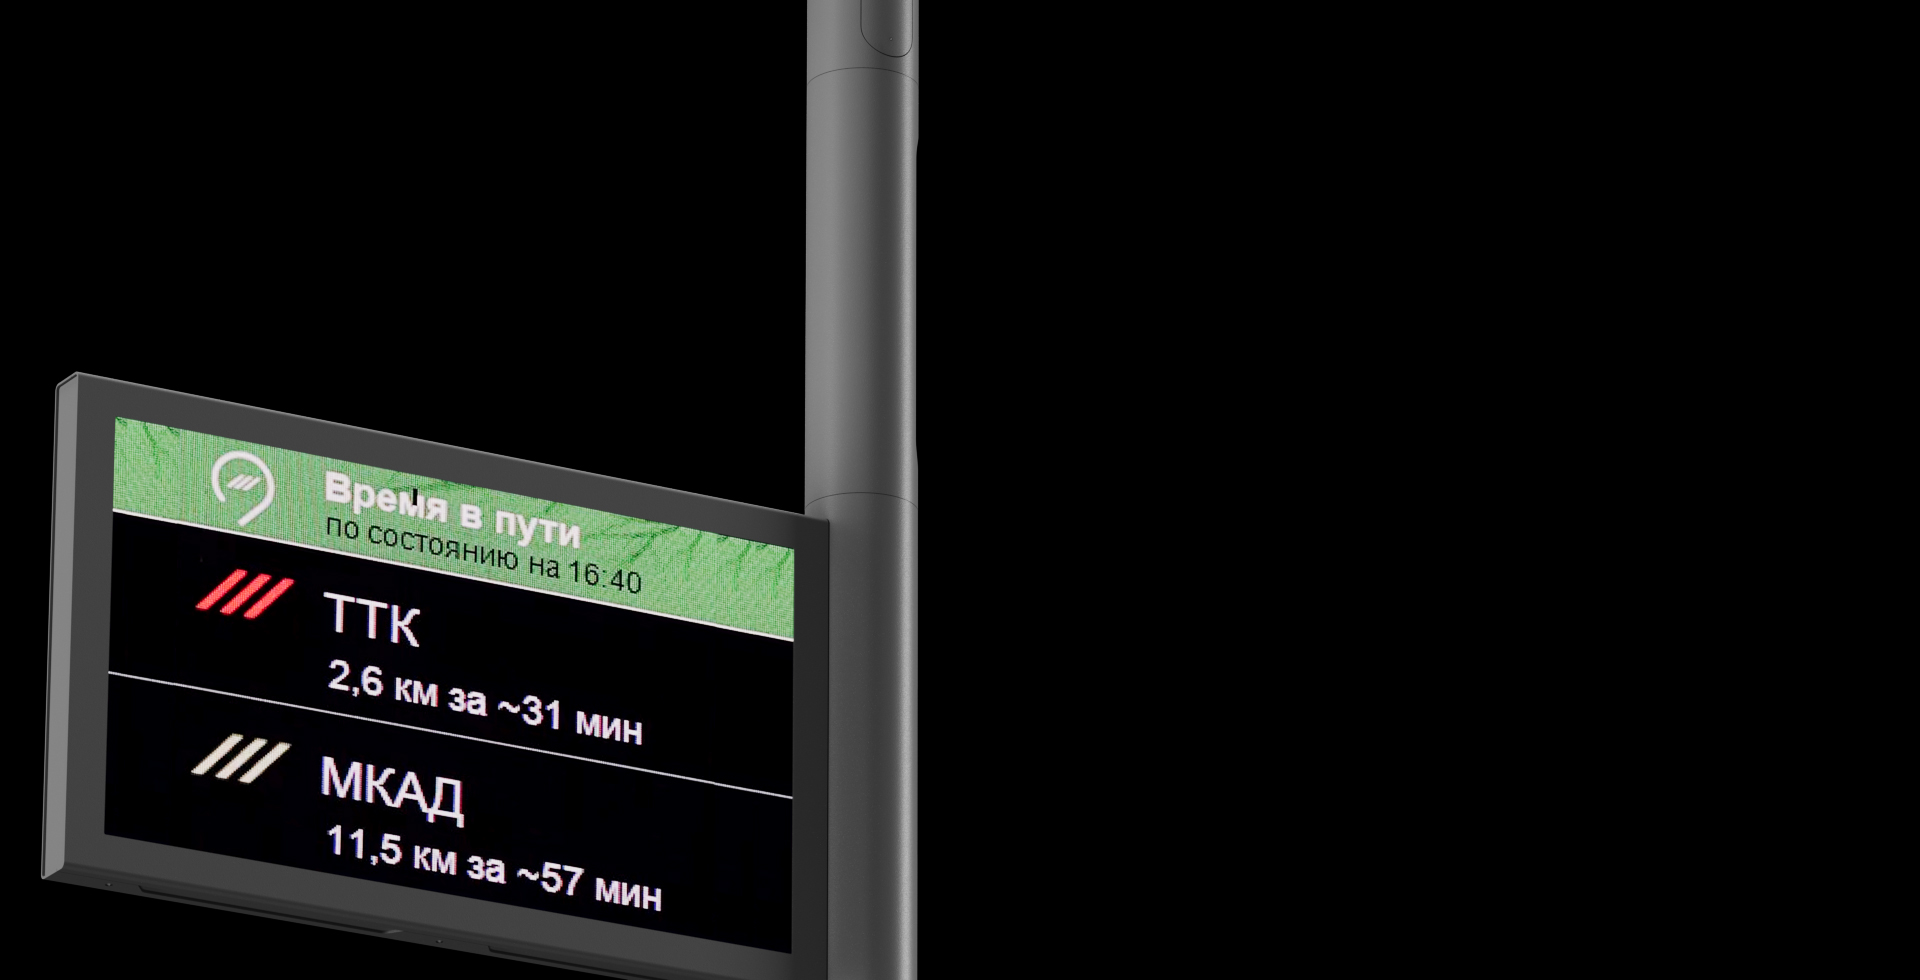 Время в пути
по состоянию на 16:40
ТТК
2,6 км за ~31 мин
МКАД
11,5 км за ~57 мин